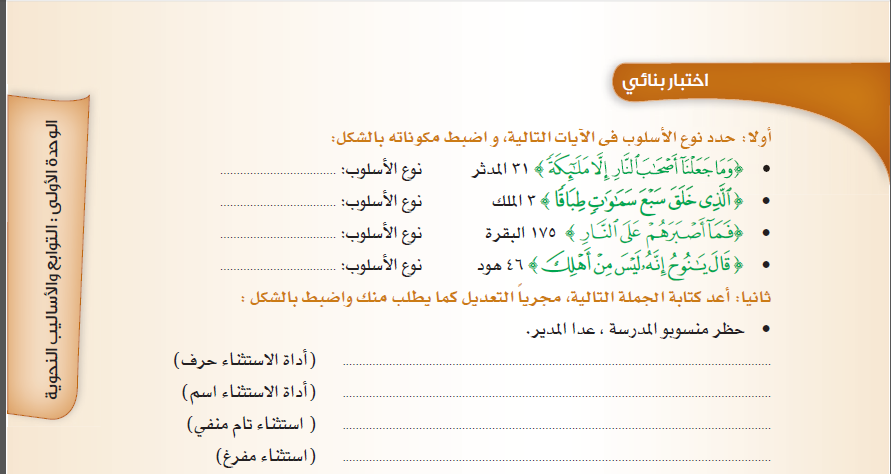 اختبار بنائي
أولا: حدد نوع الأسلوب في الآيات التالية، و اضبط مكوناته بالشكل:
• ﴿وَمَا جَعَلْنَآ أَصْحَٰبَ ٱلنَّارِ إِلَّا مَلَٰٓئِكَةً﴾ ٣١ المدثر نوع الأسلوب: ............................
• ﴿ٱلَّذِى خَلَقَ سَبْعَ سَمَٰوَٰتٍ طِبَاقًا﴾ ٣ الملك نوع الأسلوب: ............................
• ﴿فَمَآ أَصْبَرَهُمْ عَلَى ٱلنَّارِ﴾ ١٧٥ البقرة نوع الأسلوب: ............................
• ﴿قَالَ يَٰنُوحُ إِنَّهُۥ لَيْسَ مِنْ أَهْلِكَ﴾ ٤٦ هود نوع الأسلوب: ............................
ثانيا: أعد كتابة الجملة التالية، مجرياً التعديل كما يطلب منك واضبط بالشكل :
• حظر منسوبو المدرسة ، عدا المدير.
............................ (أداة الاستثناء حرف)
............................ (أداة الاستثناء اسم)
............................ ( استثناء تام منفي)
............................ (استثناء مفرغ)
الوحدة الأولى : التوابع والأساليب النحوية